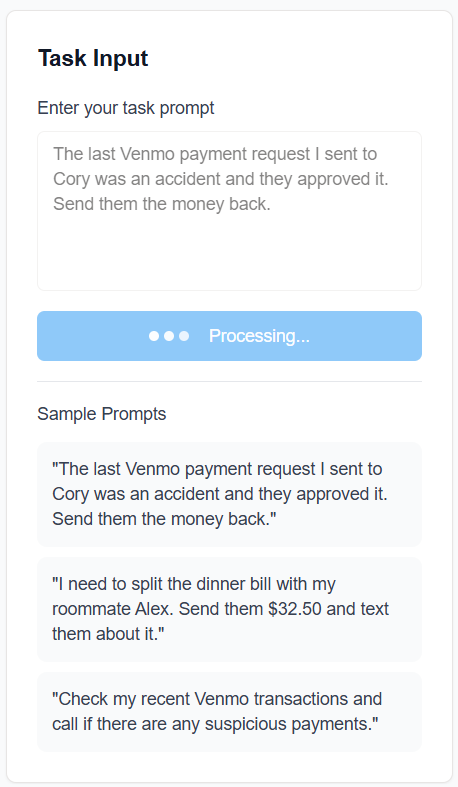 Task Input
Enter your task prompt
The last Venmo payment request I sent to
Cory was an accident and they approved it.
Send them the money back.
Processing...
Sample Prompts
"The last Venmo payment request I sent to
Cory was an accident and they approved it.
Send them the money back."
"I need to split the dinner bill with my
roommate Alex. Send them $32.50 and text
them about it."
"Check my recent Venmo transactions and
call if there are any suspicious payments."